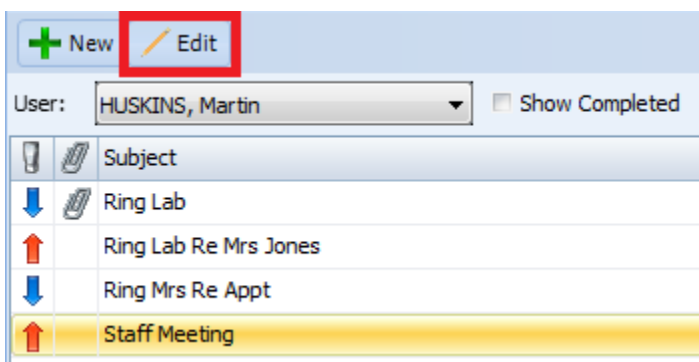 New Edit
User: HUSKINS, Martin Show Completed
Subject
Ring Lab
Ring Lab Re Mrs Jones
Ring Mrs Re Appt
Staff Meeting